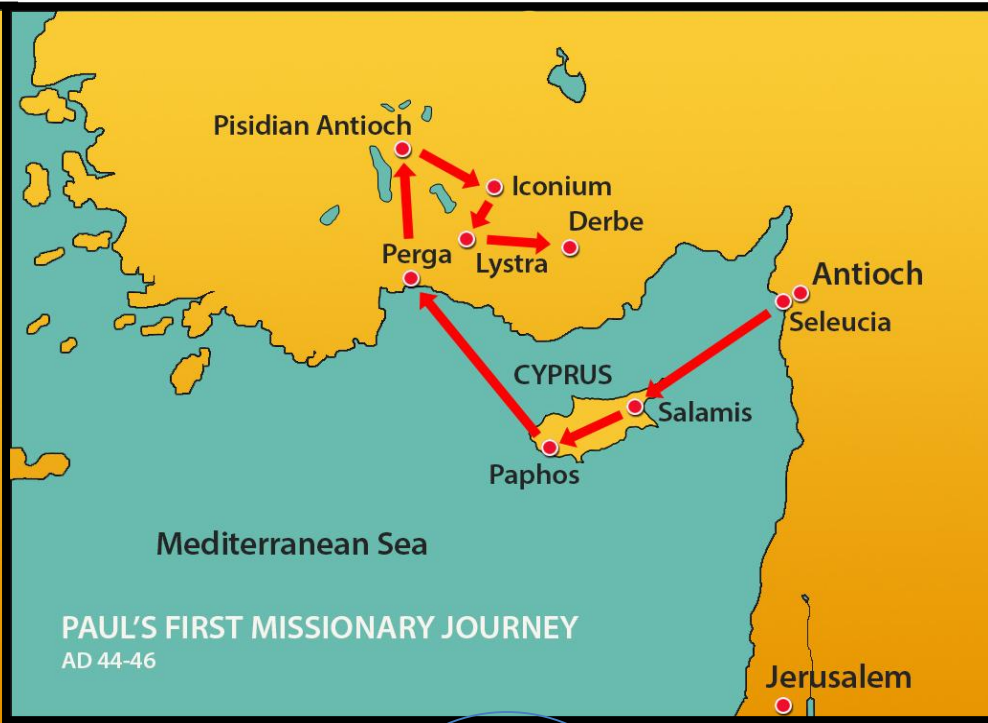 Pisidian Antioch
Iconium
Derbe
Perga
Lystra
Antioch
Seleucia
CYPRUS
Salamis
Paphos
Mediterranean Sea
PAUL'S FIRST MISSIONARY JOURNEY
AD 44-46
Jerusalem